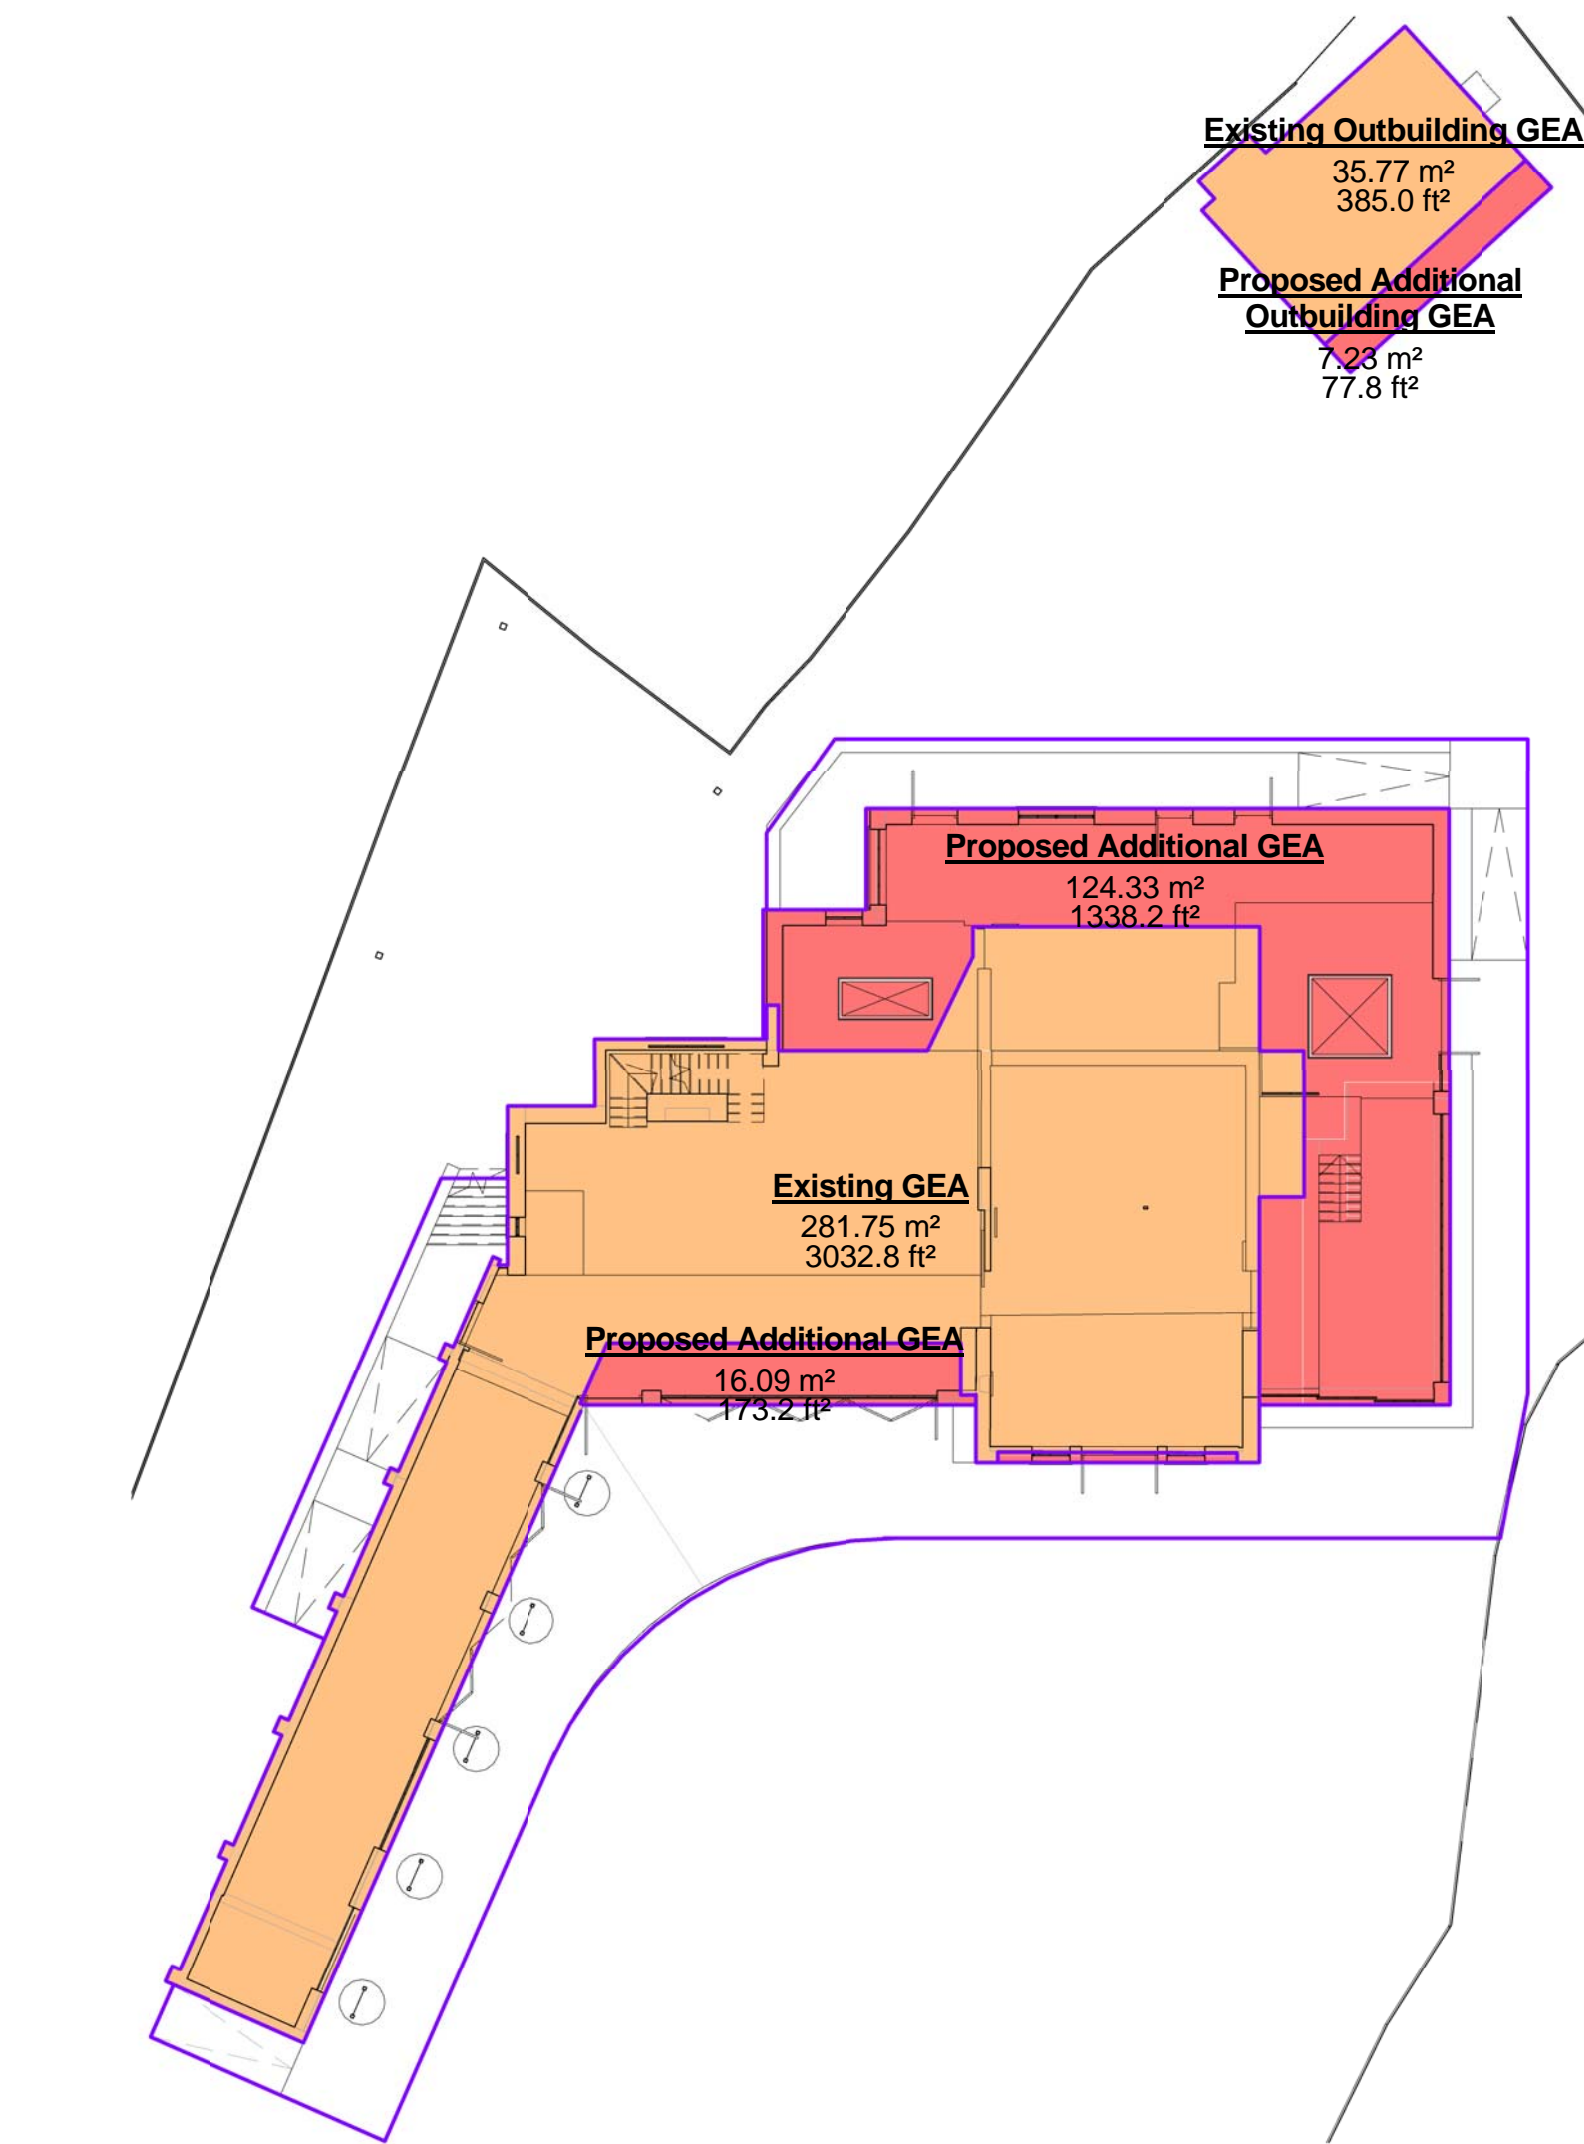 Existing Outbuilding GEA
35.77 m²
385.0 ft²
Proposed Additional
Outbuilding GEA
7.23 m²
77.8 ft²
Proposed Additional GEA
124.33 m²
1338.2 ft²
Existing GEA
281.75 m²
3032.8 ft²
Proposed Additional GEA
16.09 m²
173.2 ft²